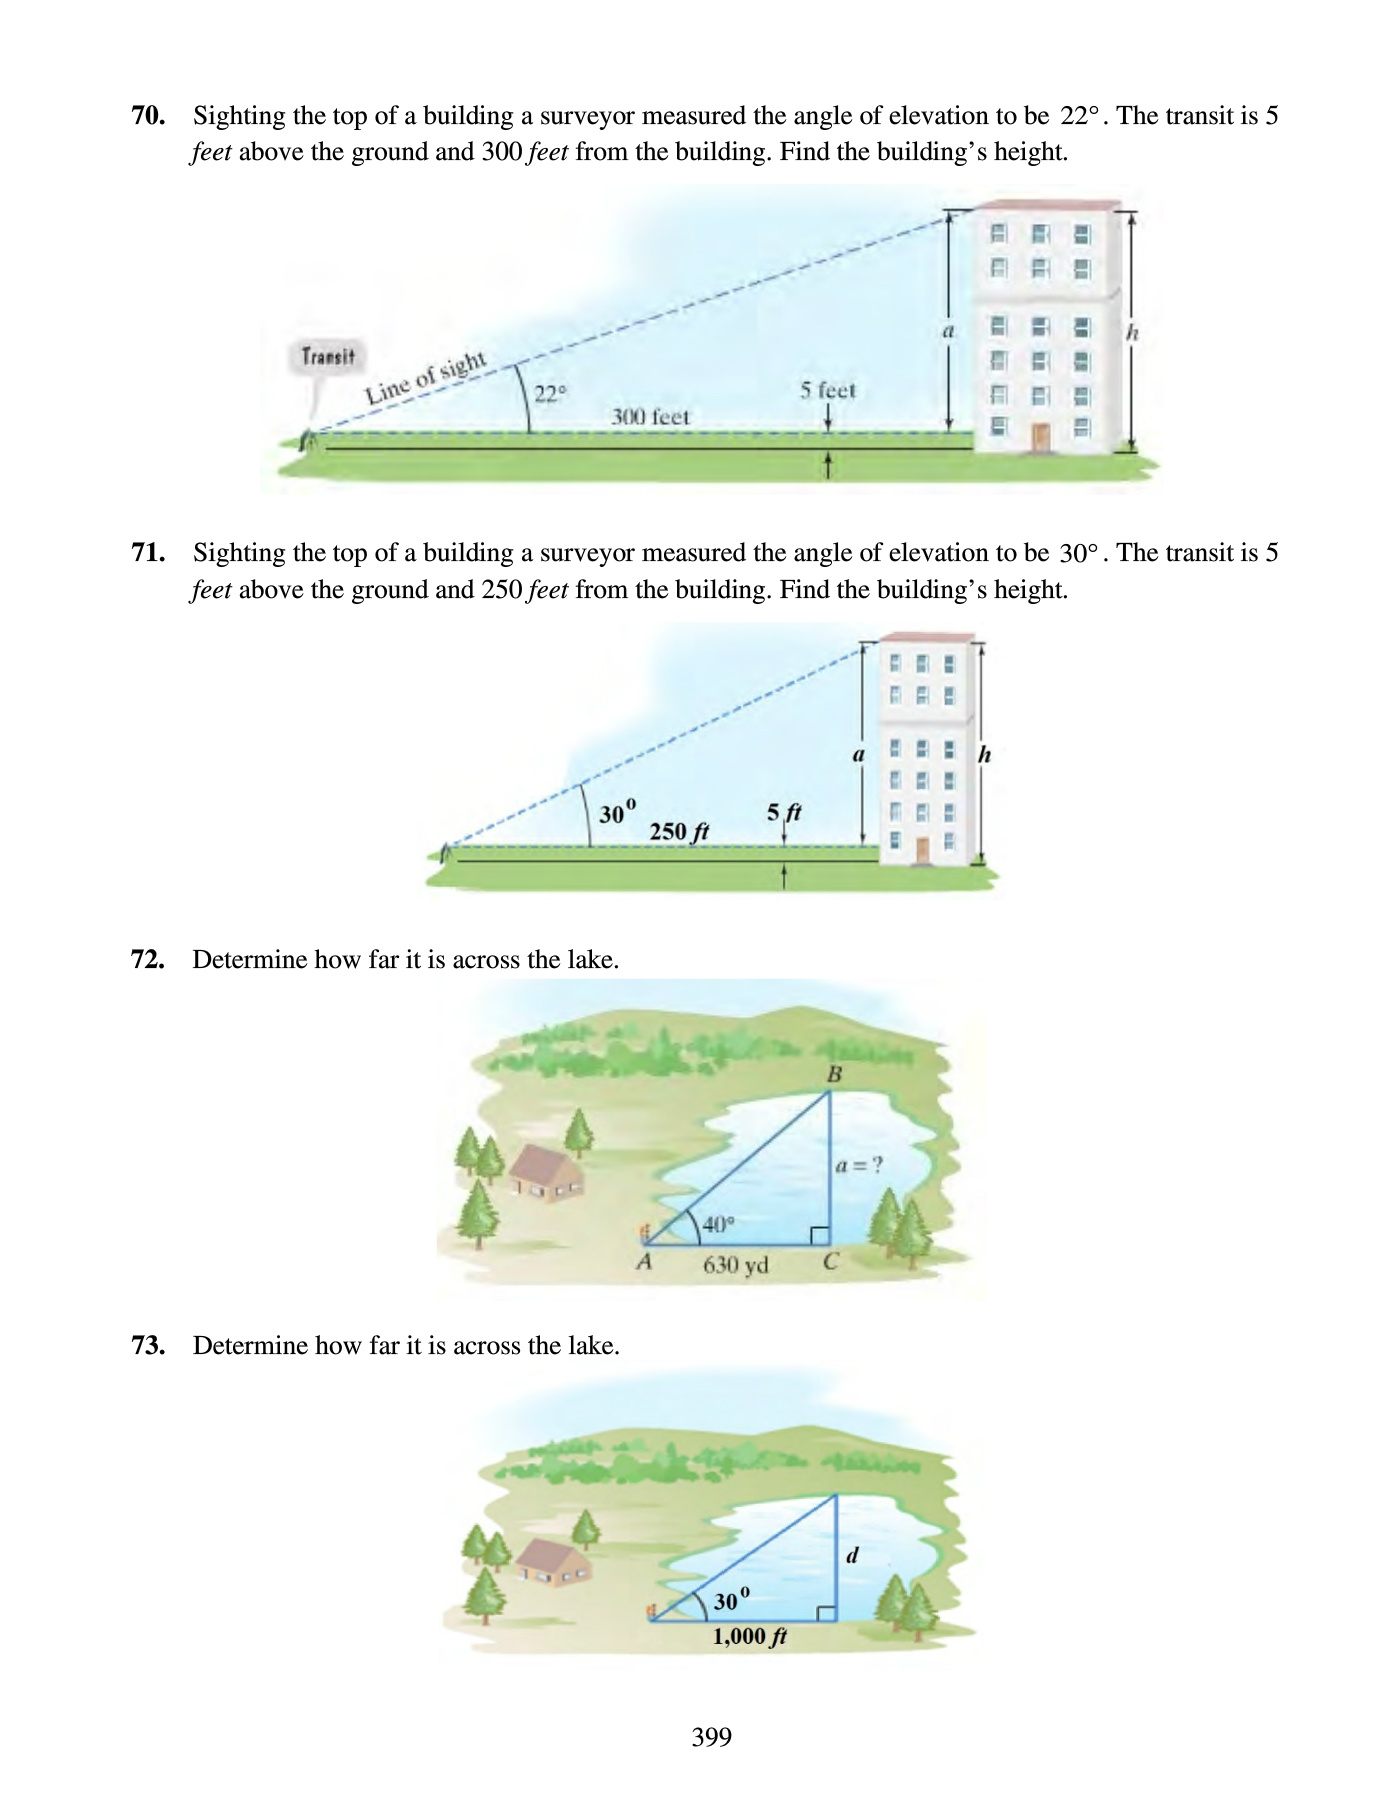 70. Sighting the top of a building a surveyor measured the angle of elevation to be 22°. The transit is 5
feet above the ground and 300 feet from the building. Find the building’s height.
Transit
Line of sight
22°
300 feet
5 feet
a
h
71. Sighting the top of a building a surveyor measured the angle of elevation to be 30°. The transit is 5
feet above the ground and 250 feet from the building. Find the building’s height.
30⁰
250 ft
5 ft
a
h
72. Determine how far it is across the lake.
B
a = ?
40°
A
630 yd
C
73. Determine how far it is across the lake.
d
30⁰
1,000 ft
399